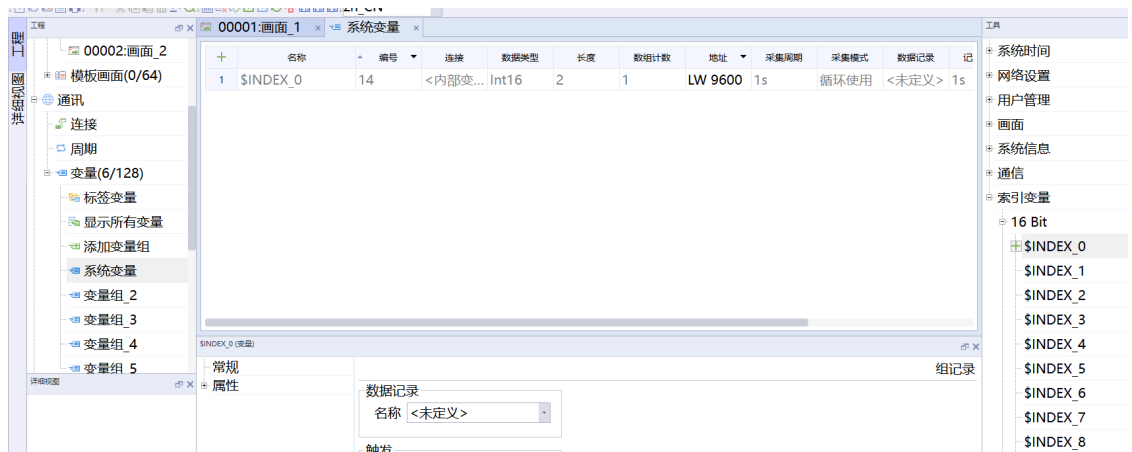 zh_CN
工程
详细视图
工程
00002:画面_2
模板画面(0/64)
通讯
连接
周期
变量(6/128)
标签变量
显示所有变量
添加变量组
系统变量
变量组_2
变量组_3
变量组_4
变量组_5
详细视图
00001:画面_1 × 系统变量 ×
名称 编号 连接 数据类型 长度 数组计数 地址 采集周期 采集模式 数据记录 记
1 $INDEX_0 14 <内部变... Int16 2 1 LW 9600 1s 循环使用 <未定义> 1s
$INDEX_0 (变量)
常规
属性
组记录
数据记录
名称 <未定义>
触发
工具
系统时间
网络设置
用户管理
画面
系统信息
通信
索引变量
16 Bit
$INDEX_0
$INDEX_1
$INDEX_2
$INDEX_3
$INDEX_4
$INDEX_5
$INDEX_6
$INDEX_7
$INDEX_8